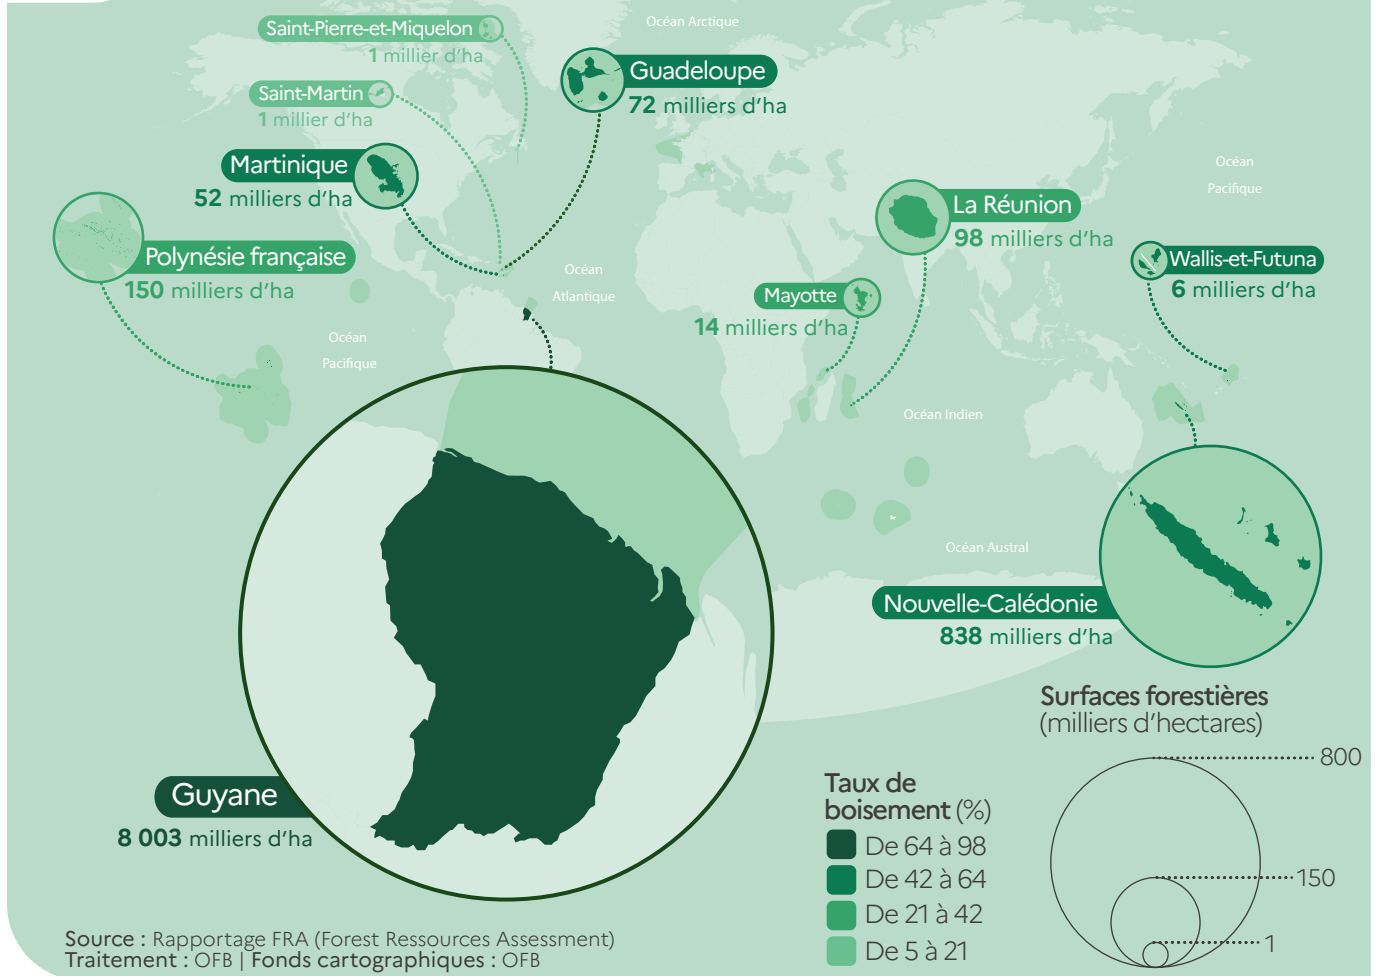 Océan Arctique
Saint-Pierre-et-Miquelon
1 millier d'ha
Saint-Martin
1 millier d'ha
Guadeloupe
72 milliers d'ha
Martinique
52 milliers d'ha
Polynésie française
150 milliers d'ha
Océan
Atlantique
Océan
Pacifique
La Réunion
98 milliers d'ha
Mayotte
14 milliers d'ha
Océan
Pacifique
Wallis-et-Futuna
6 milliers d'ha
Océan Indien
Océan Austral
Nouvelle-Calédonie
838 milliers d'ha
Guyane
8 003 milliers d'ha
Surfaces forestières
(milliers d'hectares)
800
150
1
Taux de
boisement (%)
De 64 à 98
De 42 à 64
De 21 à 42
De 5 à 21
Source : Rapportage FRA (Forest Ressources Assessment)
Traitement : OFB | Fonds cartographiques : OFB